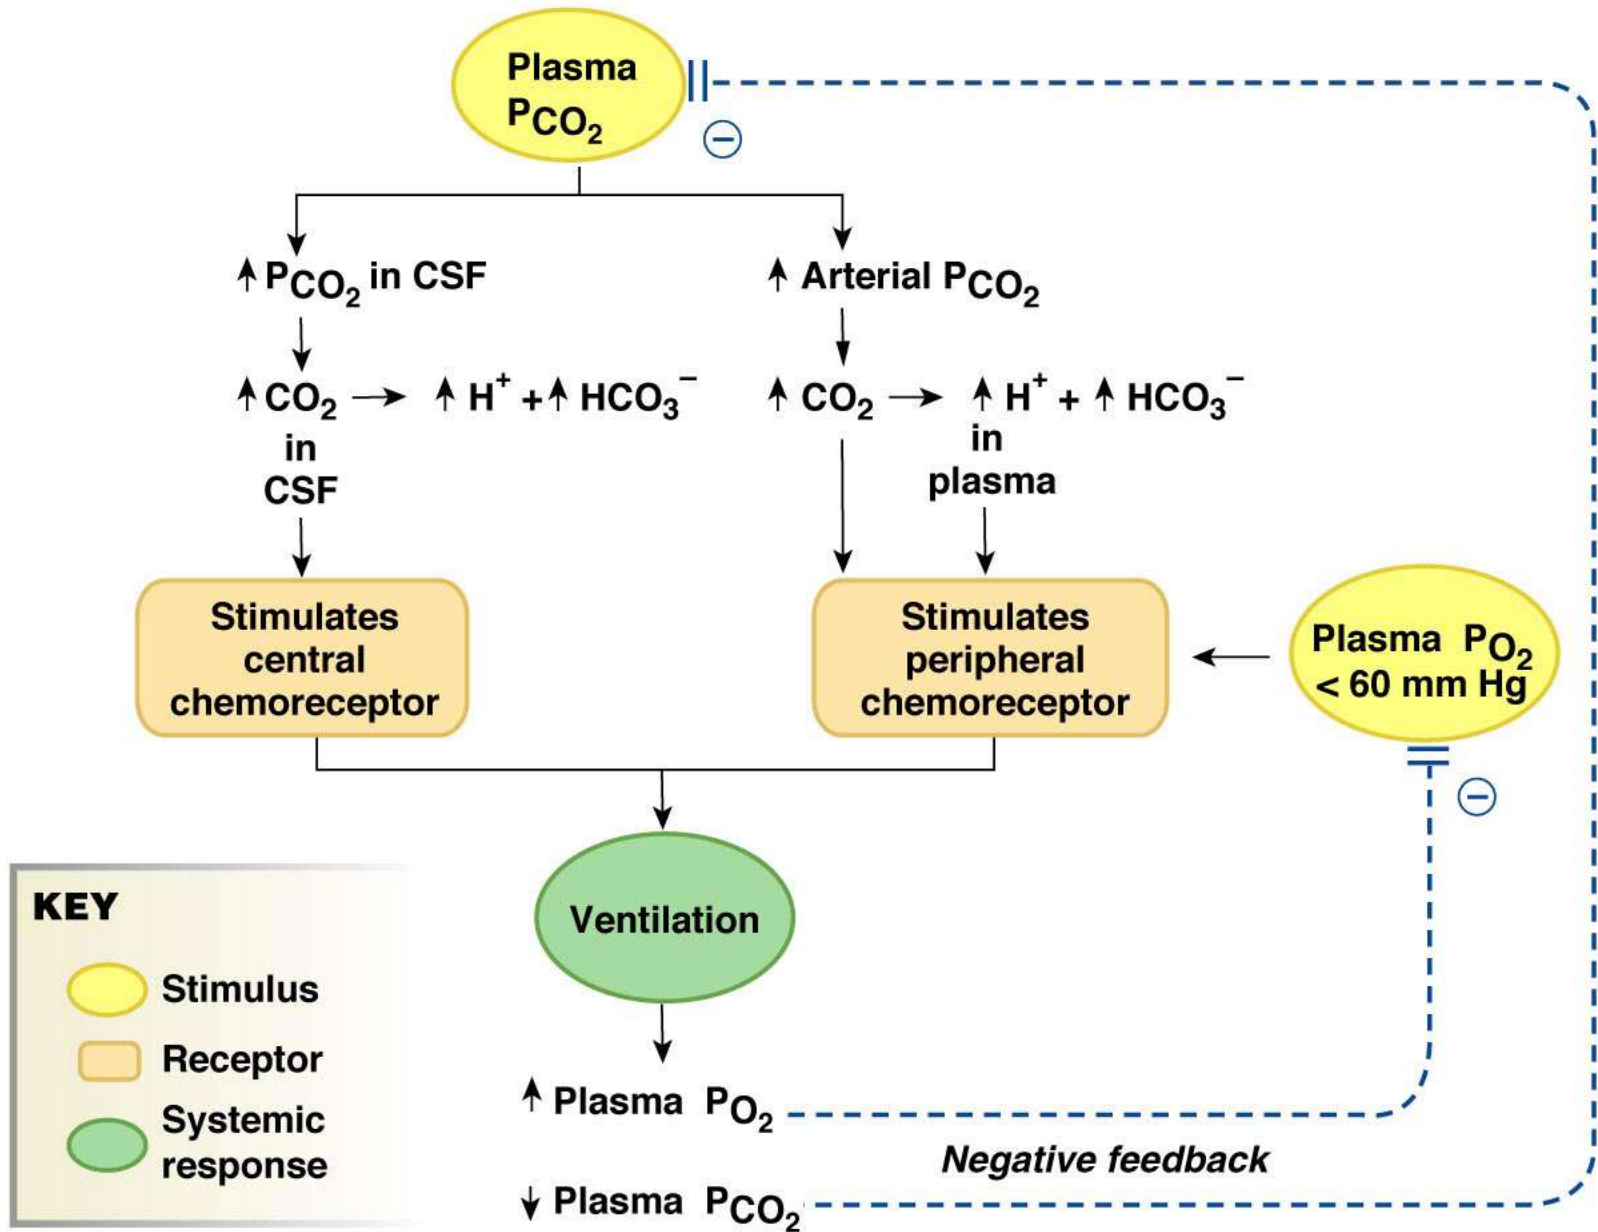 Plasma
PCO₂
↑ PCO₂ in CSF
↑ Arterial PCO₂
↑ CO₂ → ↑ H⁺ + ↑ HCO₃⁻
in
CSF
↑ CO₂ → ↑ H⁺ + ↑ HCO₃⁻
in
plasma
Stimulates
central
chemoreceptor
Stimulates
peripheral
chemoreceptor
Plasma PO₂
< 60 mm Hg
Ventilation
↑ Plasma PO₂
Negative feedback
↓ Plasma PCO₂
KEY
Stimulus
Receptor
Systemic
response